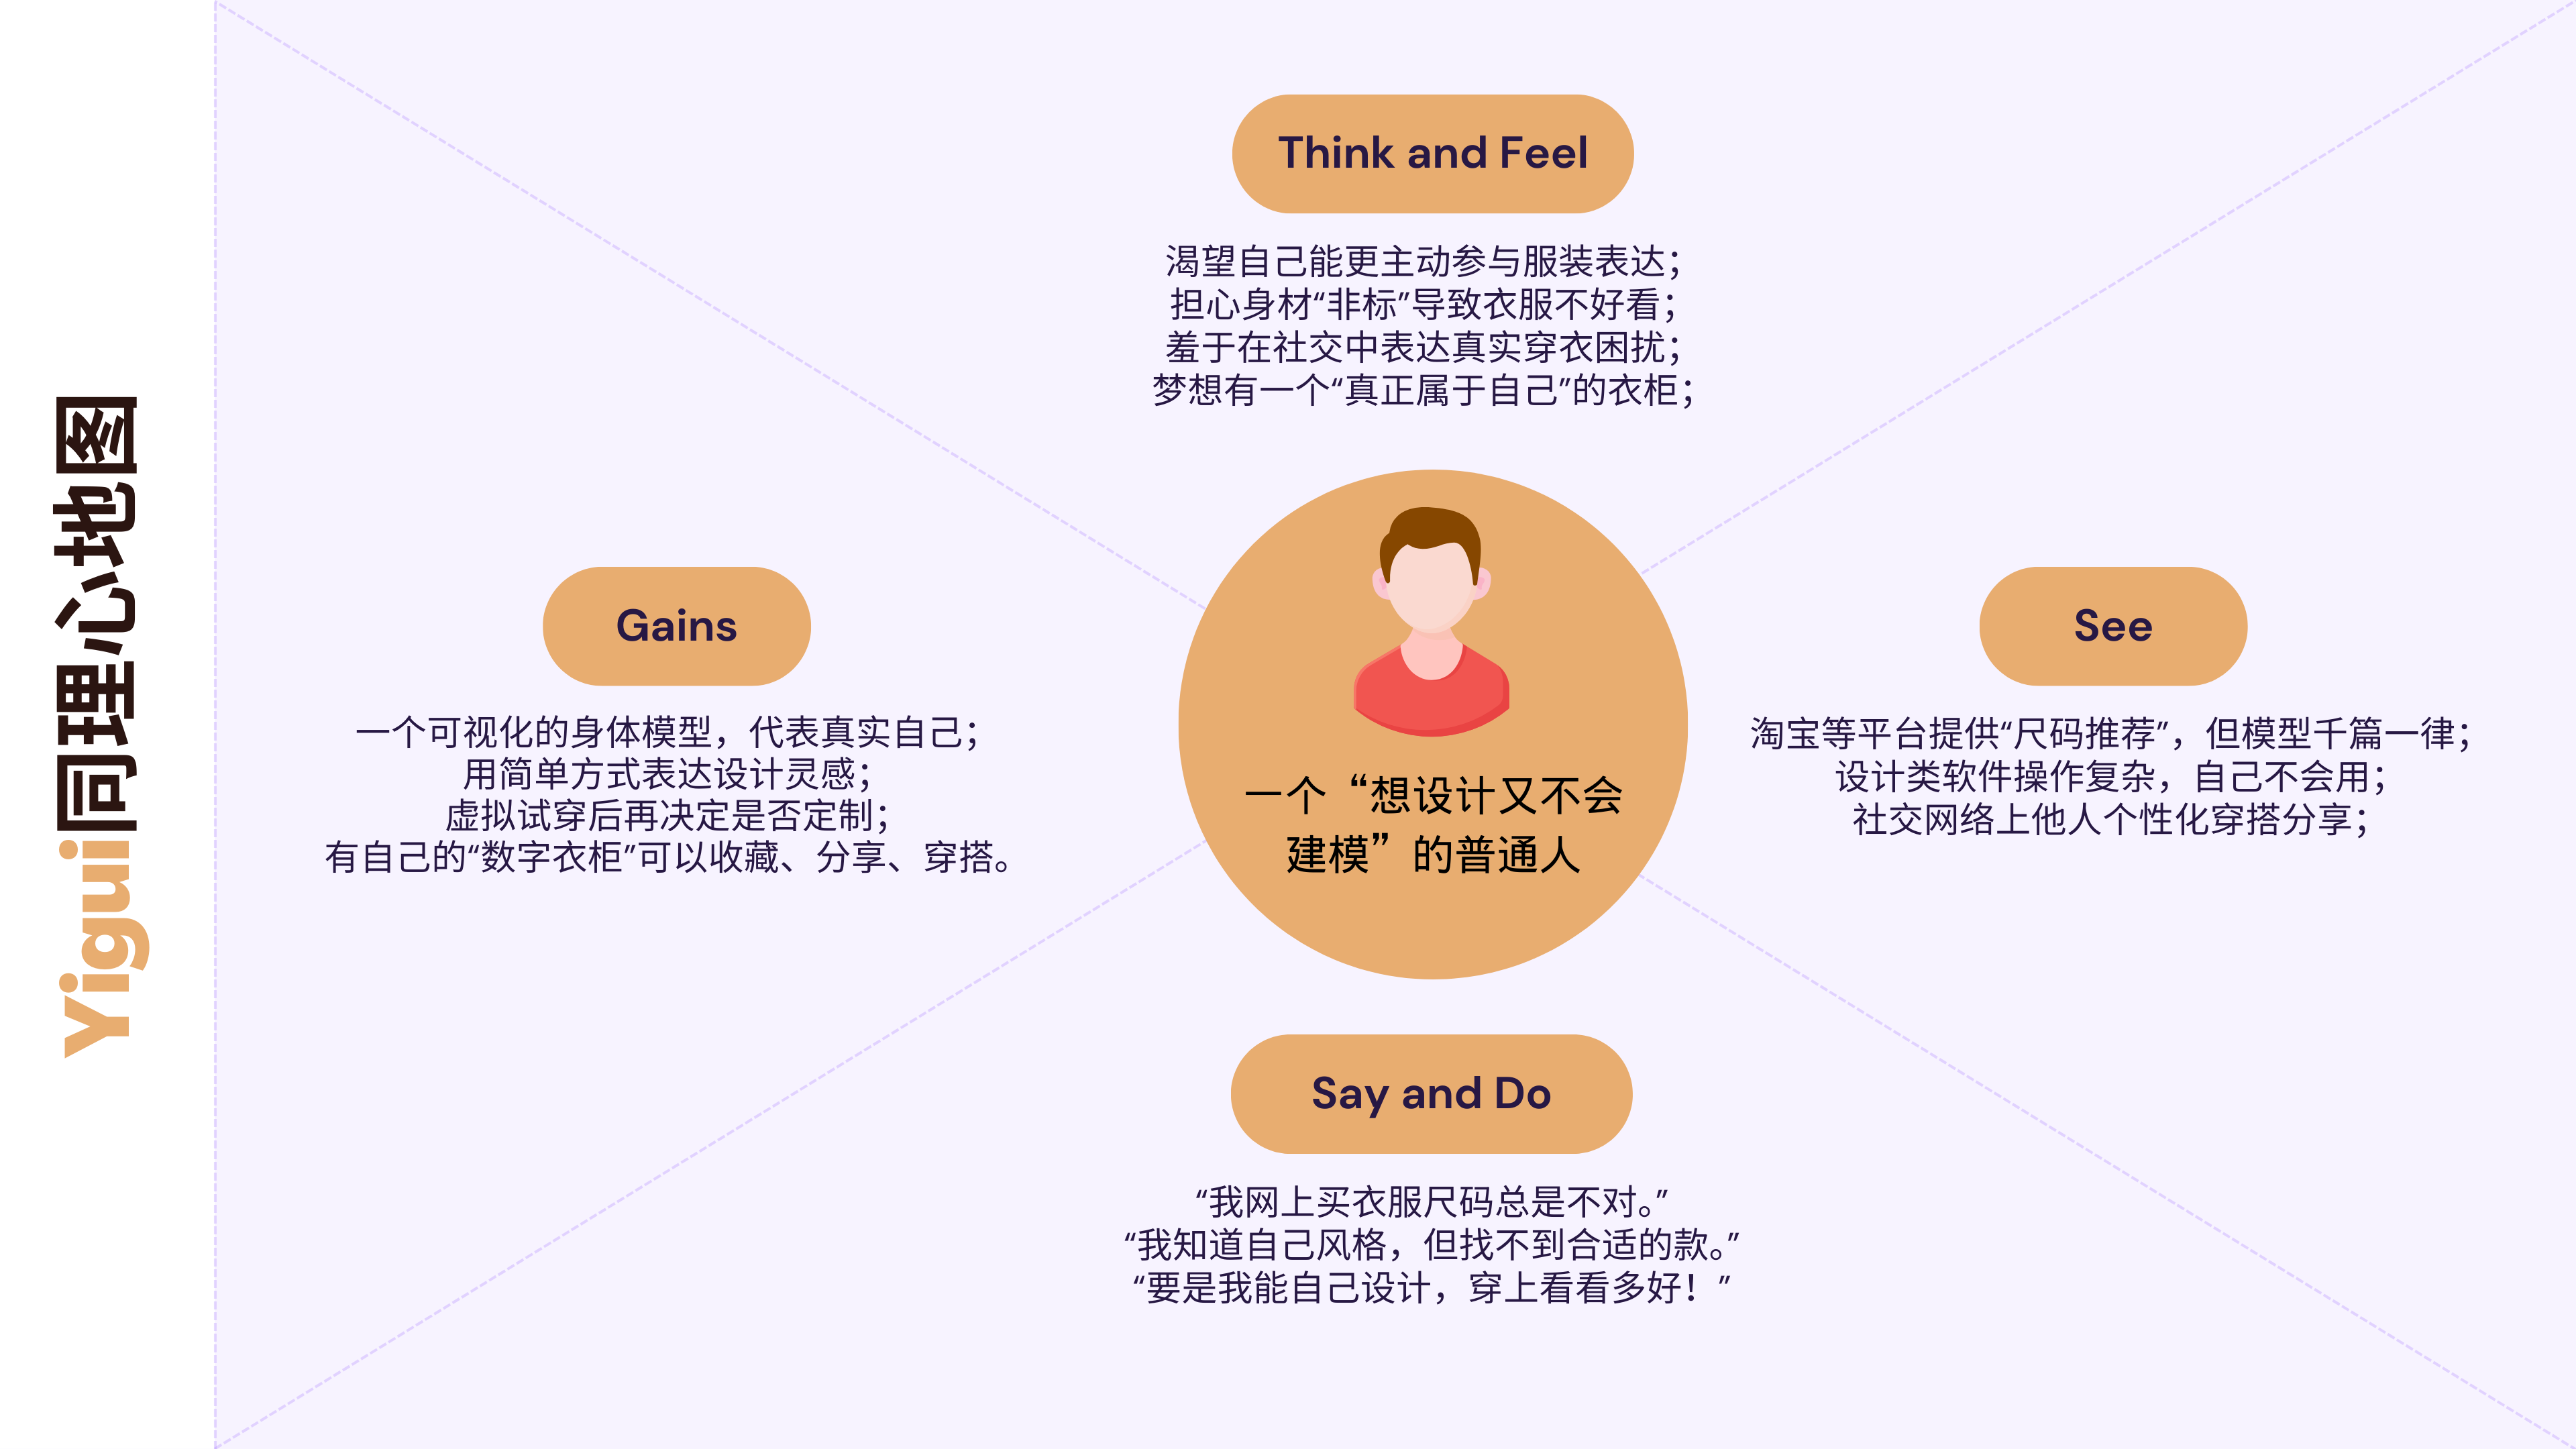 Yigui同理心地图
Think and Feel
渴望自己能更主动参与服装表达；
担心身材“非标”导致衣服不好看；
羞于在社交中表达真实穿衣困扰；
梦想有一个“真正属于自己”的衣柜；
Gains
一个可视化的身体模型，代表真实自己；
用简单方式表达设计灵感；
虚拟试穿后再决定是否定制；
有自己的“数字衣柜”可以收藏、分享、穿搭。
一个“想设计又不会
建模”的普通人
See
淘宝等平台提供“尺码推荐”，但模型千篇一律；
设计类软件操作复杂，自己不会用；
社交网络上他人个性化穿搭分享；
Say and Do
“我网上买衣服尺码总是不对。”
“我知道自己风格，但找不到合适的款。”
“要是我能自己设计，穿上看看多好！”